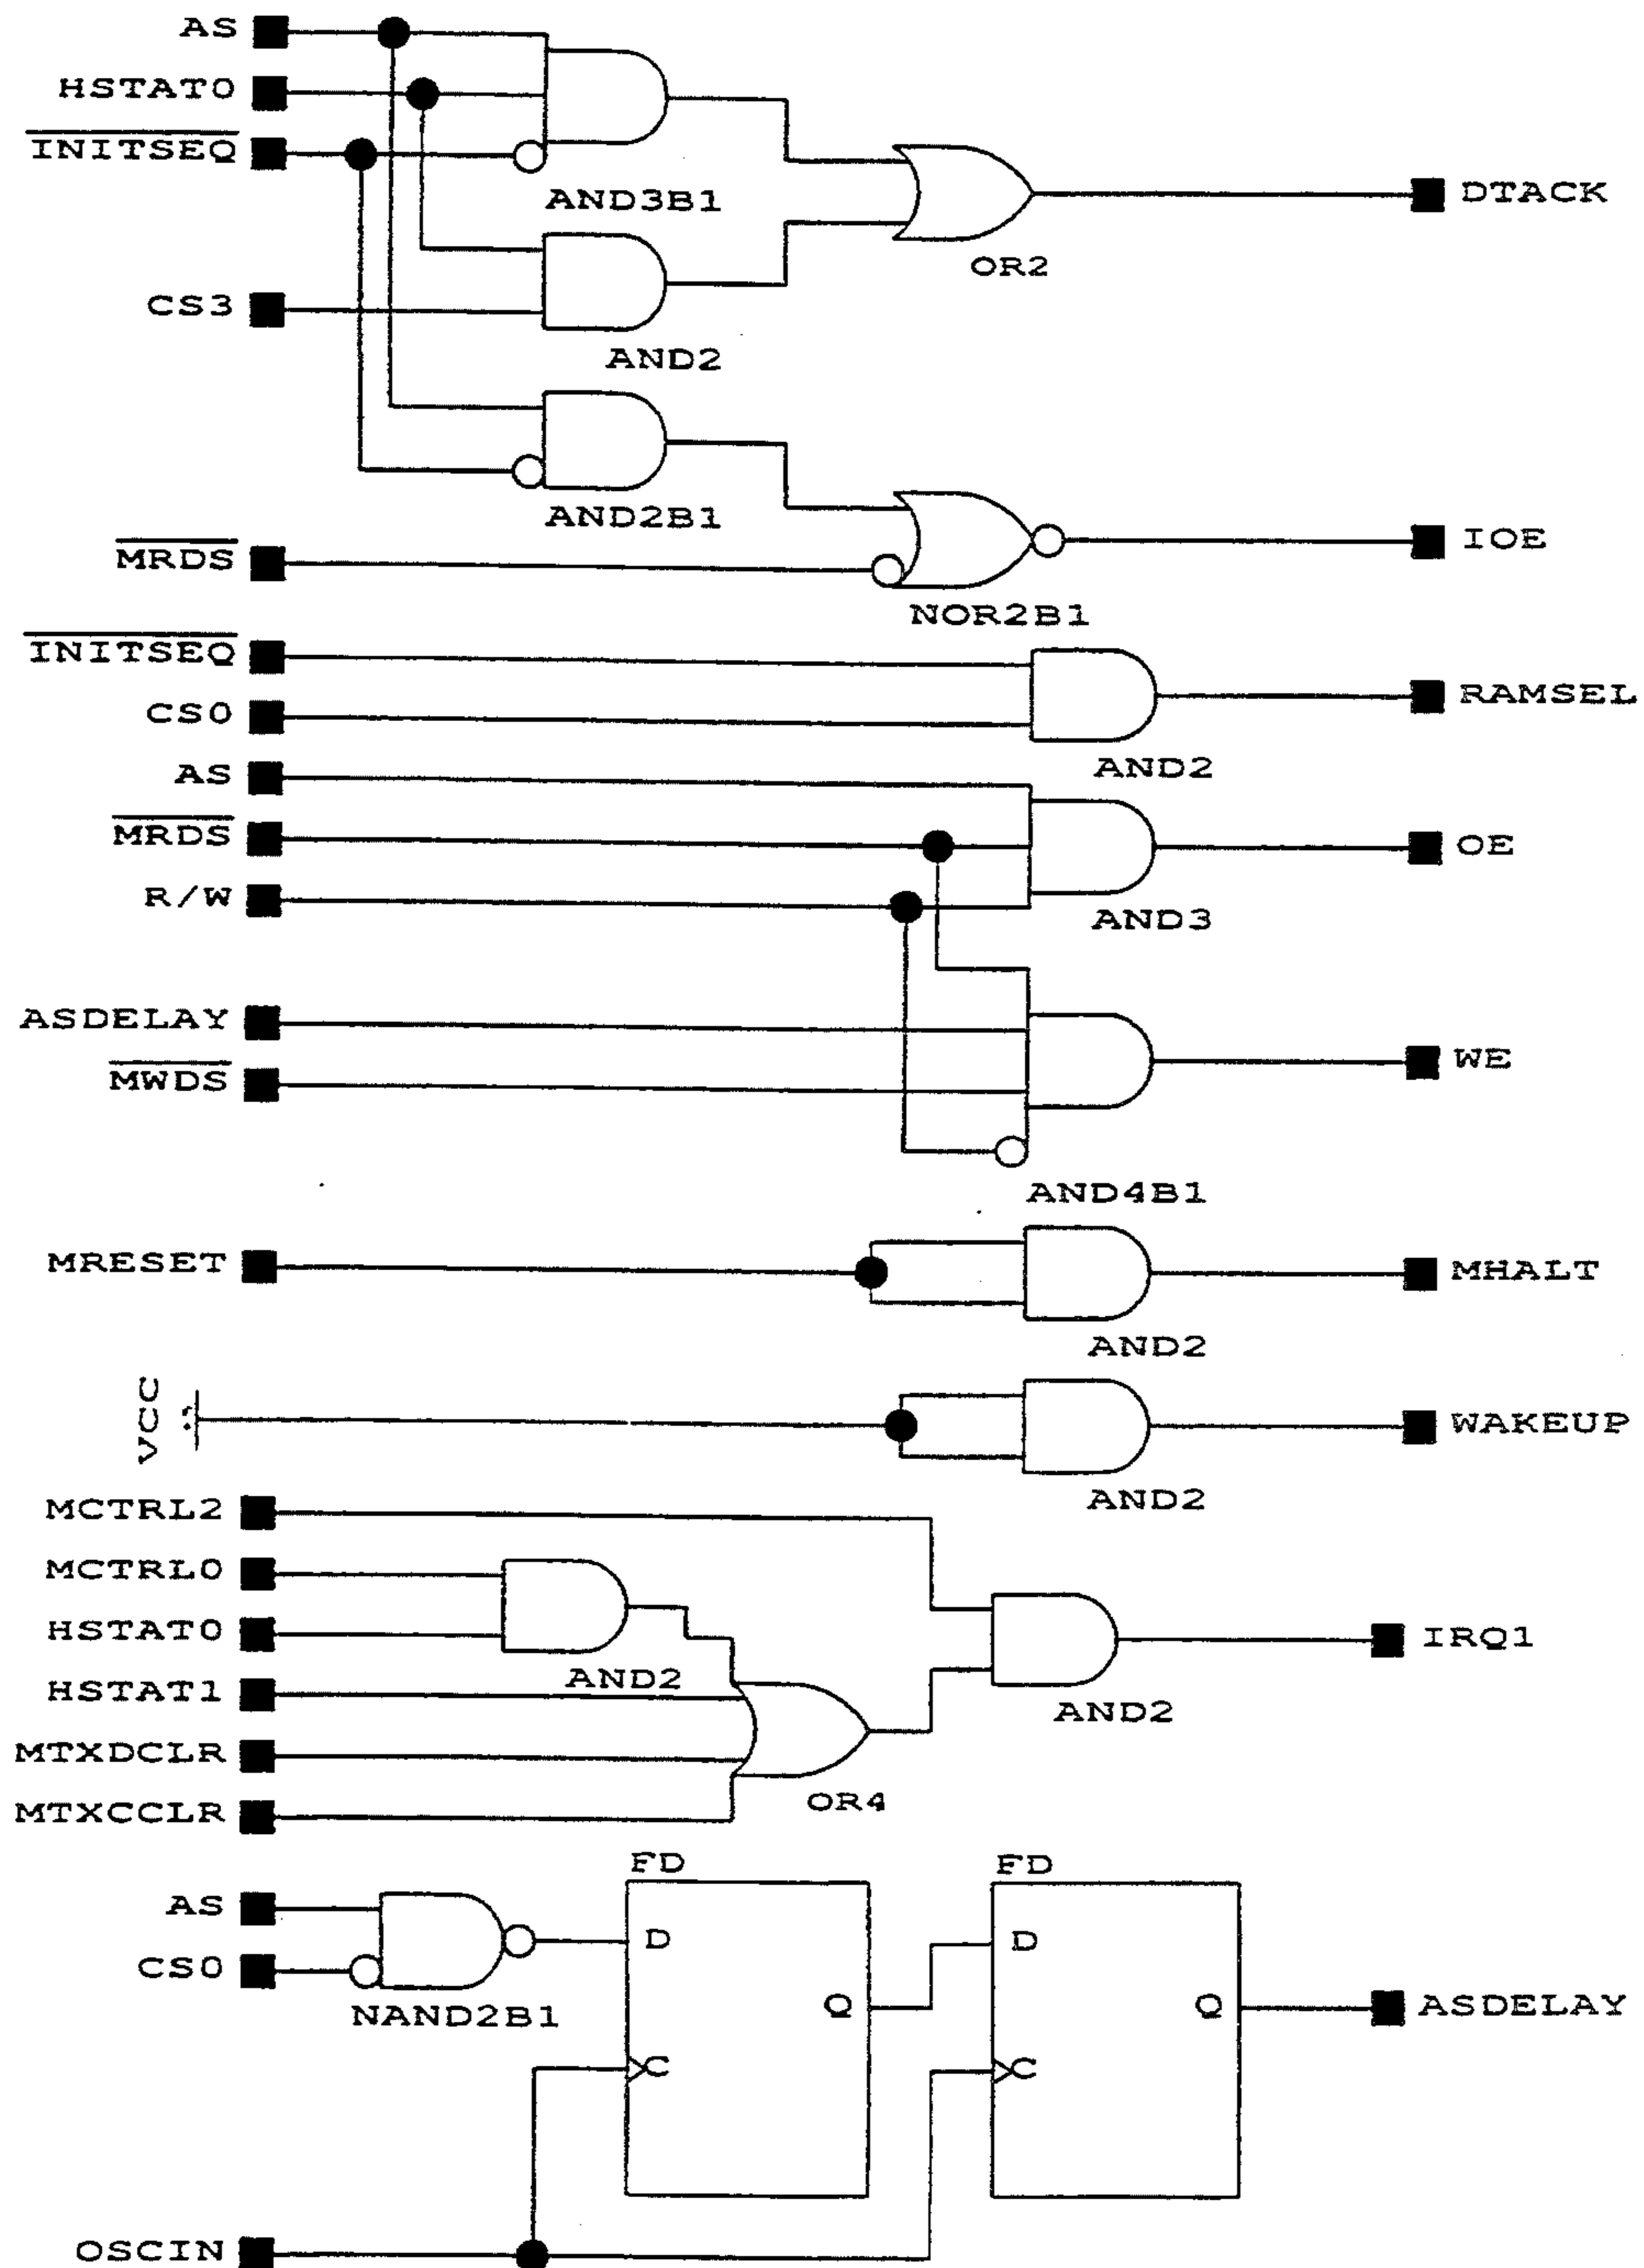 AS
HSTAT0
INITSEQ
AND3B1
DTACK
OR2
CS3
AND2
AND2B1
MRDS
IOE
NOR2B1
INITSEQ
CS0
RAMSEL
AND2
AS
MRDS
OE
R/W
AND3
ASDELAY
MWDS
WE
AND4B1
MRESET
MHALT
AND2
VCC
WAKEUP
AND2
MCTRL2
MCTRL0
HSTAT0
AND2
IRQ1
HSTAT1
AND2
MTXDCLR
OR4
MTXCCLR
FD
FD
AS
D
D
CS0
NAND2B1
Q
Q
ASDELAY
C
C
OSCIN